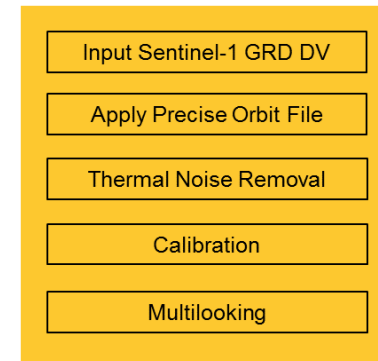 Input Sentinel-1 GRD DV
Apply Precise Orbit File
Thermal Noise Removal
Calibration
Multilooking